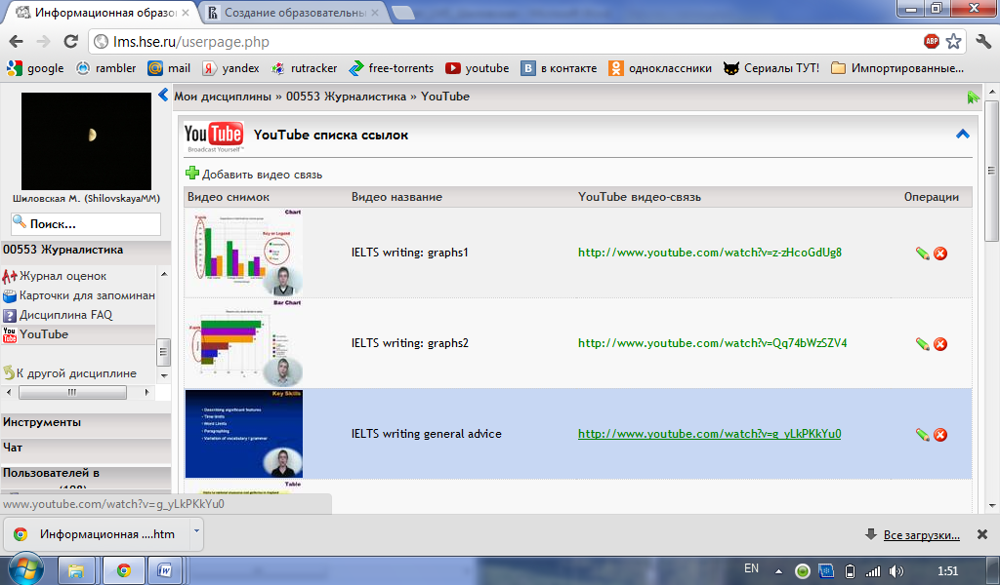 Информационная образо
Создание образовательны
lms.hse.ru/userpage.php
ABP
google
rambler
mail
yandex
rutracker
free-torrents
youtube
в контакте
одноклассники
Сериалы ТУТ!
Импортированные...
Шиловская М. (ShilovskayaMM)
Поиск...
00553 Журналистика
Журнал оценок
Карточки для запоминан
Дисциплина FAQ
YouTube
К другой дисциплине
Инструменты
Чат
Пользователей в
Мои дисциплины » 00553 Журналистика » YouTube
YouTube
Broadcast Yourself™
YouTube списка ссылок
Добавить видео связь
Видео снимок Видео название YouTube видео-связь Операции
Chart
Key or Legend
IELTS writing: graphs1 http://www.youtube.com/watch?v=z-zHcoGdUg8
Bar Chart
IELTS writing: graphs2 http://www.youtube.com/watch?v=Qq74bWzSZV4
Key Skills
Describing significant features
Time limits
Word Limits
Paragraphing
Variation of vocabulary / grammar
IELTS writing general advice http://www.youtube.com/watch?v=g_yLkPKkYu0
Table
www.youtube.com/watch?v=g_yLkPKkYu0
Информационная ....htm
Все загрузки...
EN
1:51